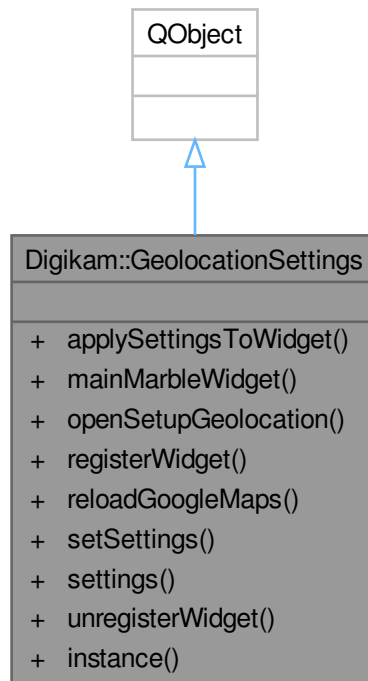 QObject
Digikam::GeolocationSettings
+ applySettingsToWidget()
+ mainMarbleWidget()
+ openSetupGeolocation()
+ registerWidget()
+ reloadGoogleMaps()
+ setSettings()
+ settings()
+ unregisterWidget()
+ instance()